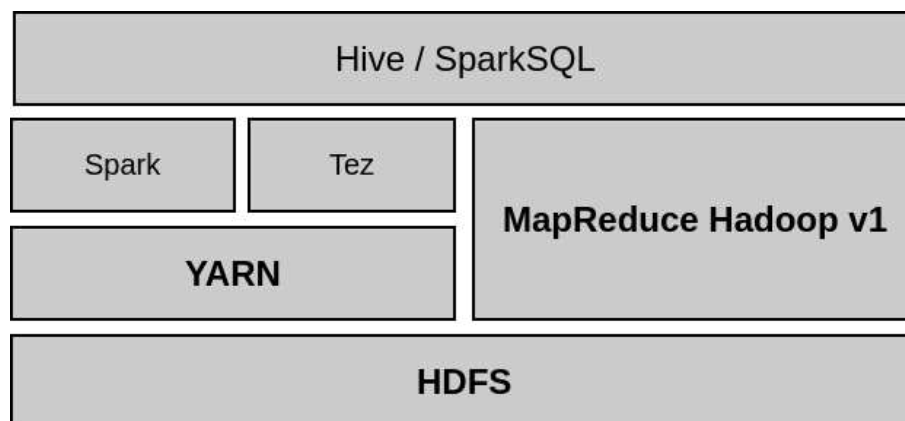 Hive / SparkSQL
Spark
Tez
MapReduce Hadoop v1
YARN
HDFS